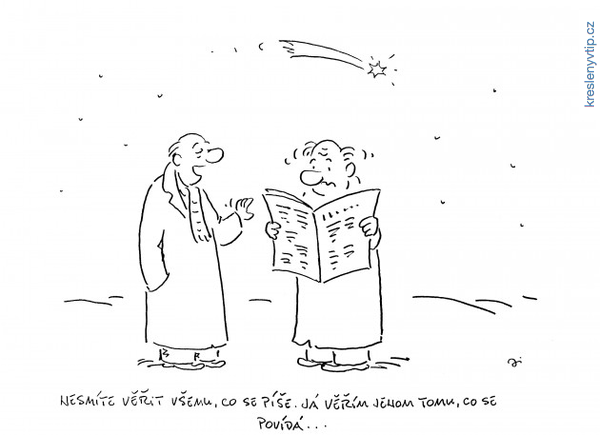 kreslenyvtip.cz
NESMÍTE VĚŘIT VŠEMU, CO SE PÍŠE. JÁ VĚŘÍM JENOM TOMU, CO SE
POVÍDÁ...